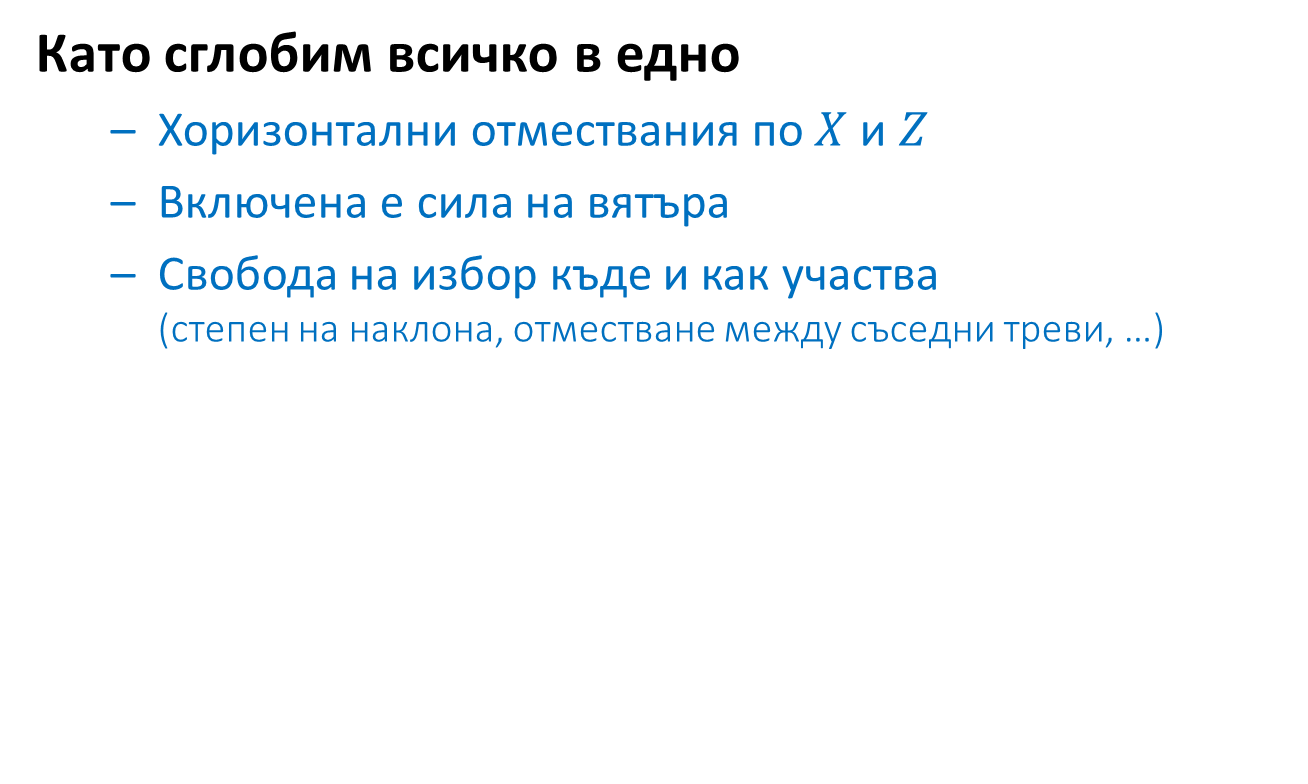 Като сглобим всичко в едно
– Хоризонтални отмествания по X и Z
– Включена е сила на вятъра
– Свобода на избор къде и как участва
(степен на наклона, отместване между съседни треви, …)